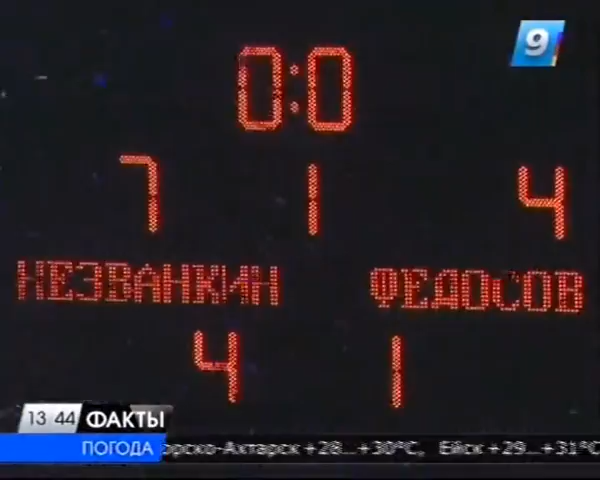 9
0:0
7 1 4
НЕЗВАНКИН ФЕДОСОВ
4 1
13 44 ФАКТЫ
ПОГОДА орско-Ахтарск +28...+30°C, Ейск +29...+31°C